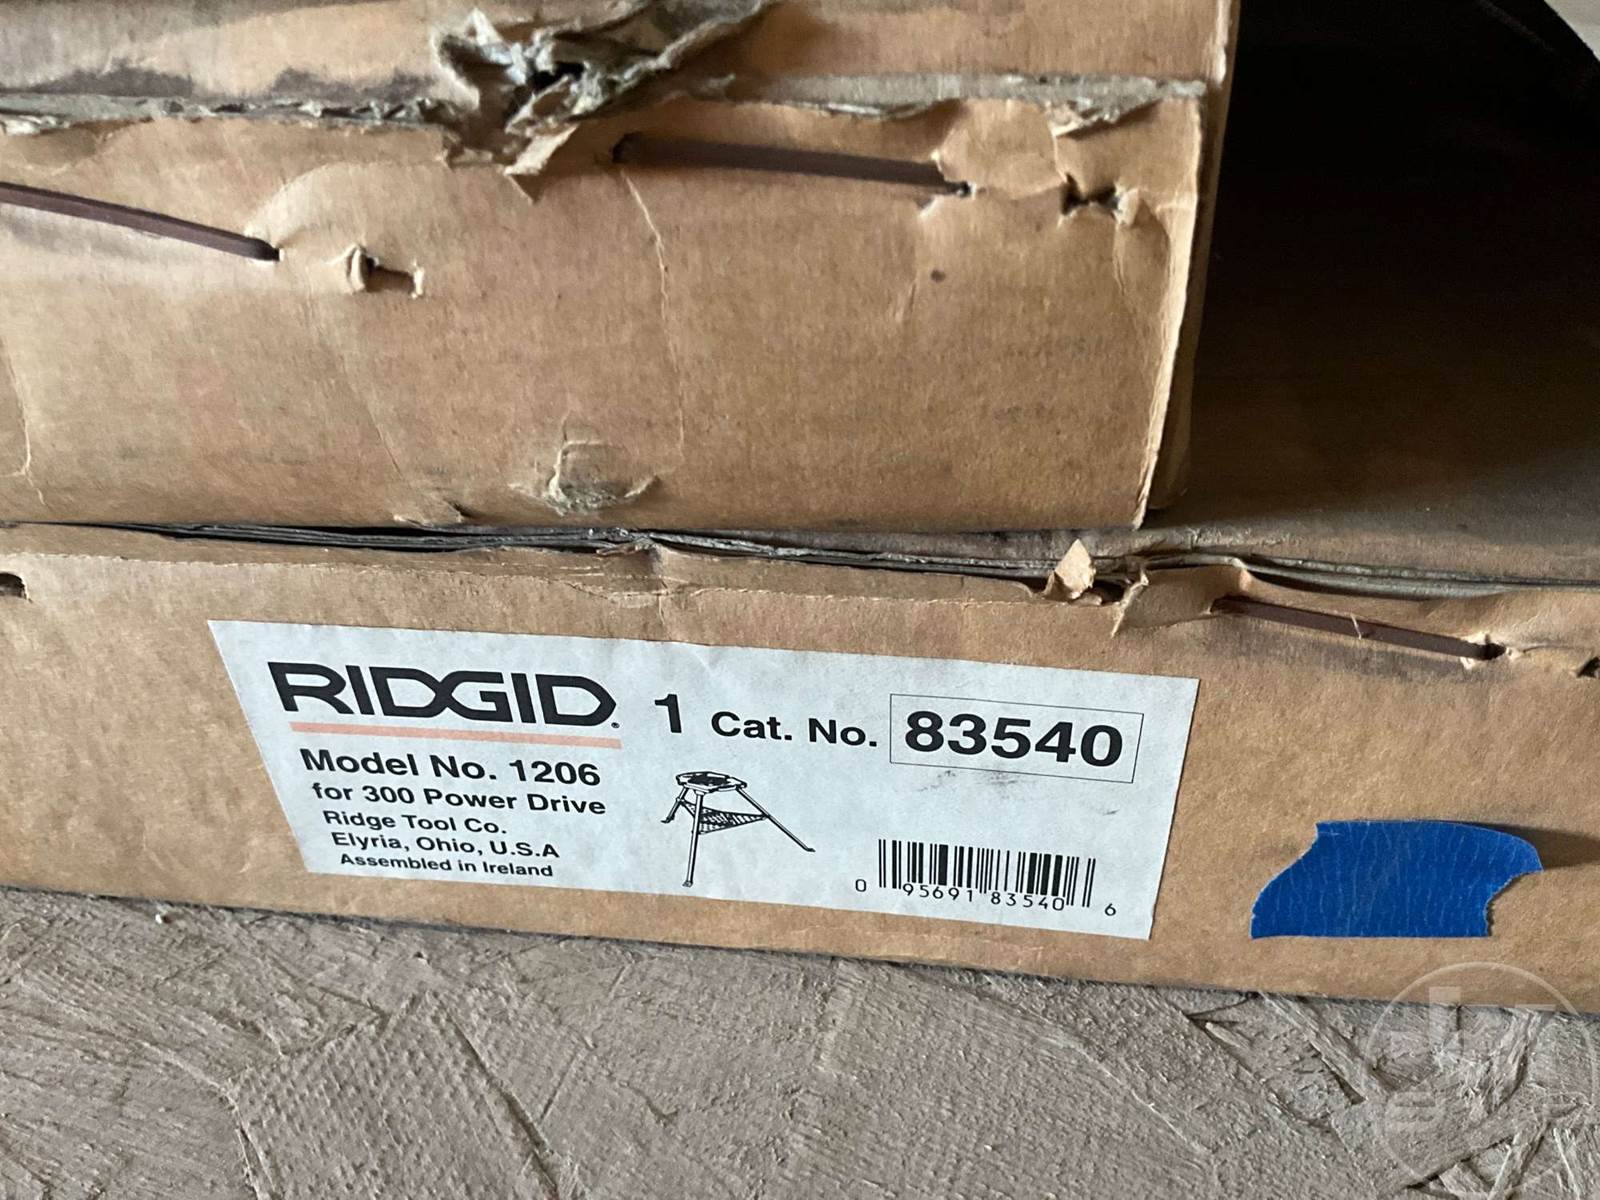 RIDGID® 1 Cat. No. 83540
Model No. 1206
for 300 Power Drive
Ridge Tool Co.
Elyria, Ohio, U.S.A
Assembled in Ireland
0 95691 83540 6